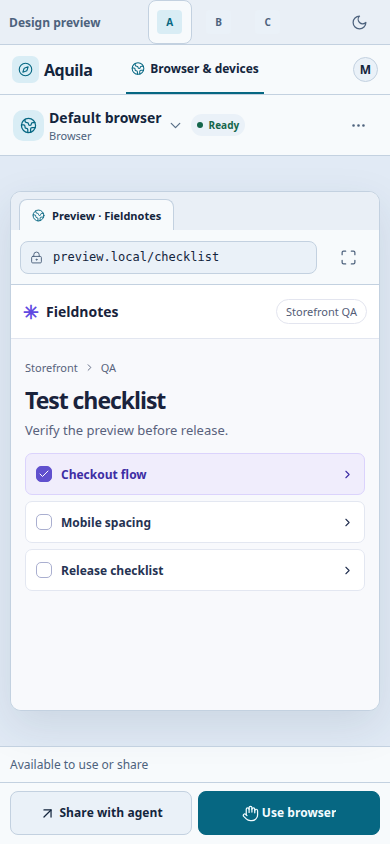 Design preview
A
B
C
Aquila
Browser & devices
M
Default browser
Browser
Ready
Preview · Fieldnotes
preview.local/checklist
Fieldnotes
Storefront QA
Storefront
QA
Test checklist
Verify the preview before release.
Checkout flow
Mobile spacing
Release checklist
Available to use or share
Share with agent
Use browser